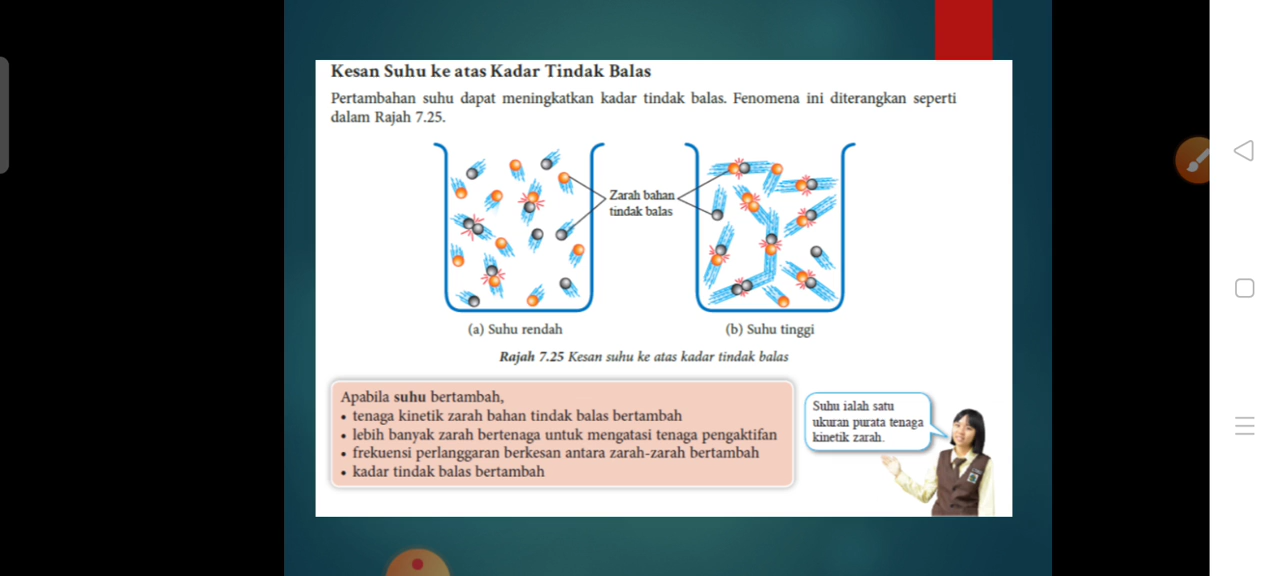 Kesan Suhu ke atas Kadar Tindak Balas
Pertambahan suhu dapat meningkatkan kadar tindak balas. Fenomena ini diterangkan seperti
dalam Rajah 7.25.
Zarah bahan
tindak balas
(a) Suhu rendah
(b) Suhu tinggi
Rajah 7.25 Kesan suhu ke atas kadar tindak balas
Apabila suhu bertambah,
• tenaga kinetik zarah bahan tindak balas bertambah
• lebih banyak zarah bertenaga untuk mengatasi tenaga pengaktifan
• frekuensi perlanggaran berkesan antara zarah-zarah bertambah
• kadar tindak balas bertambah
Suhu ialah satu
ukuran purata tenaga
kinetik zarah.